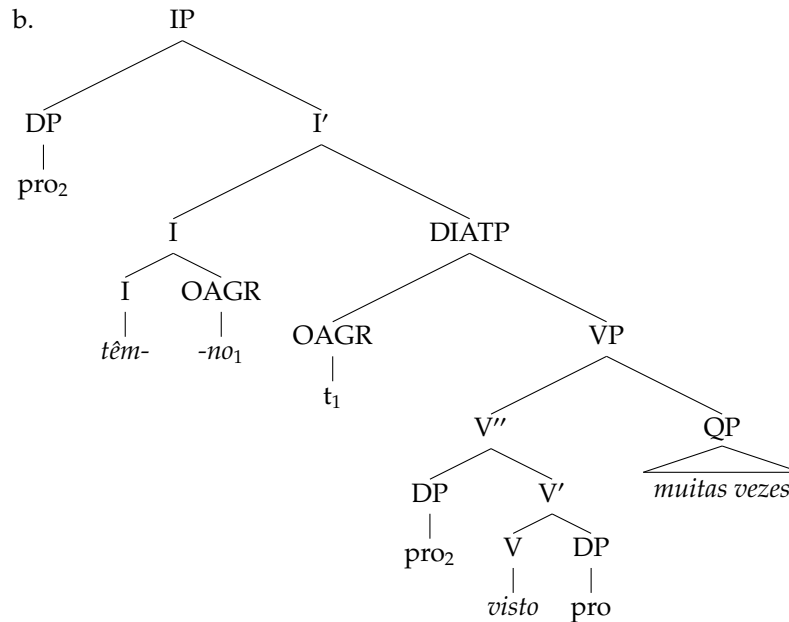 b. IP
DP I′
pro₂
I DIATP
I OAGR
têm- -no₁
OAGR VP
t₁
V″ QP
muitas vezes
DP V′
pro₂
V DP
visto pro